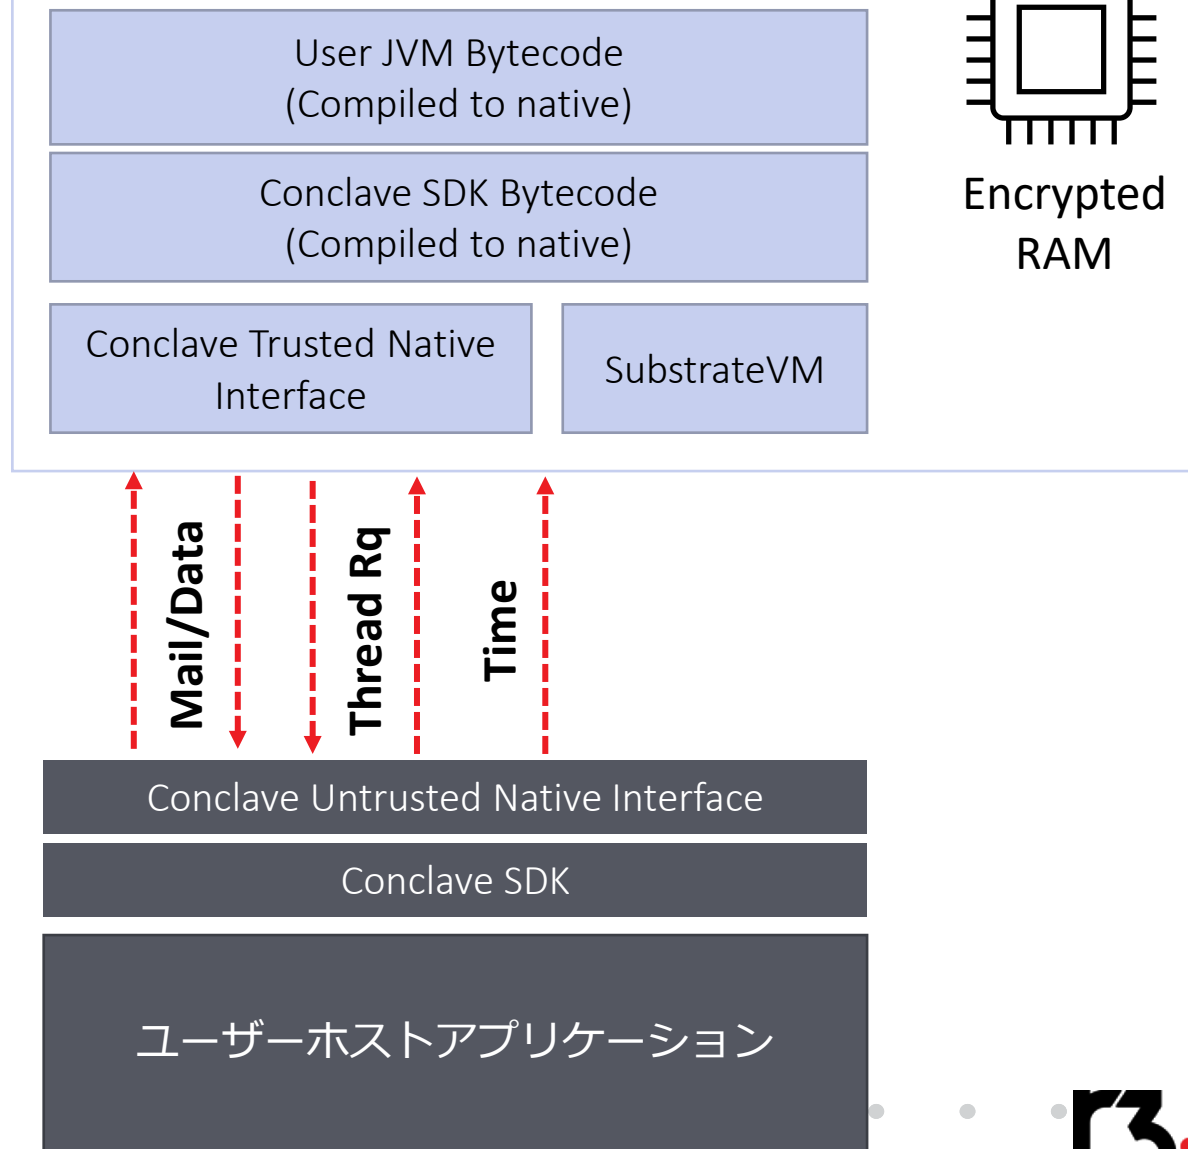 User JVM Bytecode
(Compiled to native)
Encrypted
RAM
Conclave SDK Bytecode
(Compiled to native)
Conclave Trusted Native
Interface
SubstrateVM
Mail/Data
Thread Rq
Time
Conclave Untrusted Native Interface
Conclave SDK
ユーザーホストアプリケーション
r3.